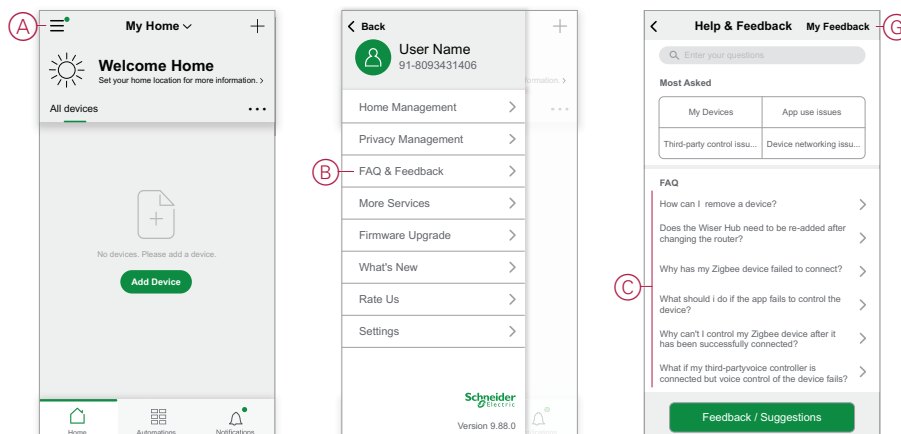 A
My Home
Welcome Home
Set your home location for more information. >
All devices
No devices. Please add a device.
Add Device
Home
Automations
Notifications
Back
User Name
91-8093431406
Home Management
Privacy Management
B
FAQ & Feedback
More Services
Firmware Upgrade
What's New
Rate Us
Settings
Schneider
Electric
Version 9.88.0
Help & Feedback
My Feedback
G
Enter your questions
Most Asked
My Devices
App use issues
Third-party control issu...
Device networking issu...
FAQ
C
How can I remove a device?
Does the Wiser Hub need to be re-added after
changing the router?
Why has my Zigbee device failed to connect?
What should i do if the app fails to control the
device?
Why can't I control my Zigbee device after it
has been successfully connected?
What if my third-partyvoice controller is
connected but voice control of the device fails?
Feedback / Suggestions